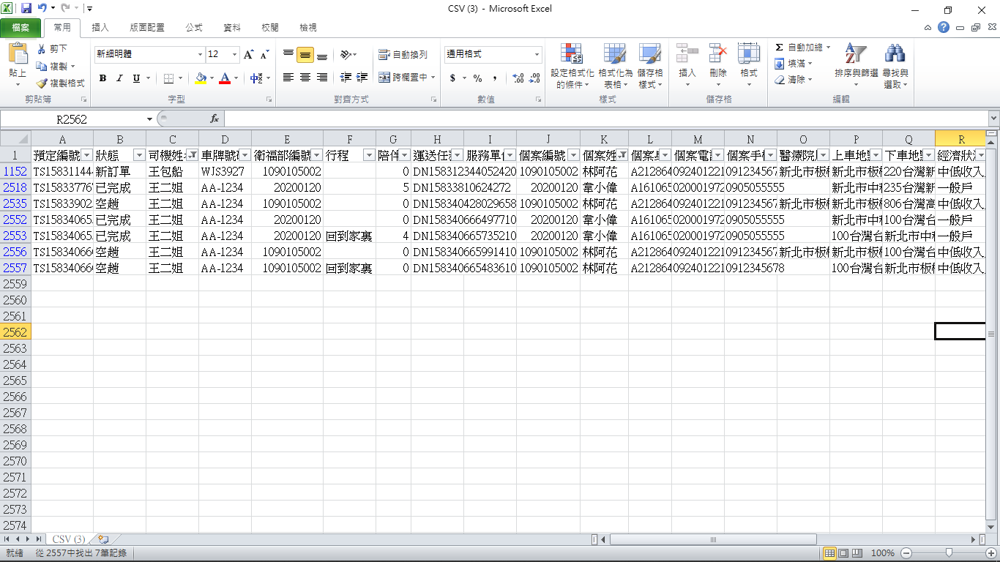 CSV (3) - Microsoft Excel
檔案 常用 插入 版面配置 公式 資料 校閱 檢視
貼上 剪下 複製 複製格式 剪貼簿
新細明體 12 B I U 字型
自動換列 跨欄置中 對齊方式
通用格式 $ % , 數值
設定格式化的條件 格式化為表格 儲存格樣式 樣式
插入 刪除 格式 儲存格
Σ 自動加總 填滿 清除 排序與篩選 尋找與選取 編輯
R2562 fx
A B C D E F G H I J K L M N O P Q R
1 預定編號 狀態 司機姓 車牌號 衛福部編號 行程 陪伴 運送任 服務單 個案編號 個案姓 個案 個案電 個案手 醫療院 上車地 下車地 經濟狀
1152 TS15831144 新訂單 王包船 WJS3927 1090105002 0 DN158312344052420 1090105002 林阿花 A212864 092401221 091234567 新北市板 新北市板 220台灣新 中低收入
2518 TS15833776 已完成 王二姐 AA-1234 20200120 5 DN15833810624272 20200120 韋小偉 A161065 020001972 0905055555 新北市中 235台灣新 一般戶
2535 TS15833902 空趟 王二姐 AA-1234 1090105002 0 DN158340428029658 1090105002 林阿花 A212864 092401221 091234567 新北市板 新北市板 806台灣高 中低收入
2552 TS15834065 已完成 王二姐 AA-1234 20200120 0 DN158340666497710 20200120 韋小偉 A161065 020001972 0905055555 新北市中 100台灣台 一般戶
2553 TS15834065 已完成 王二姐 AA-1234 20200120 回到家裏 4 DN158340665735210 20200120 韋小偉 A161065 020001972 0905055555 100台灣台 新北市中 一般戶
2556 TS15834066 空趟 王二姐 AA-1234 1090105002 0 DN158340665991410 1090105002 林阿花 A212864 092401221 091234567 新北市板 新北市板 100台灣台 中低收入
2557 TS15834066 空趟 王二姐 AA-1234 1090105002 回到家裏 0 DN158340665483610 1090105002 林阿花 A212864 092401221 0912345678 100台灣台 新北市板 中低收入
2559
2560
2561
2562
2563
2564
2565
2566
2567
2568
2569
2570
2571
2572
2573
2574
CSV (3)
就緒 從 2557中找出 7筆記錄 100%